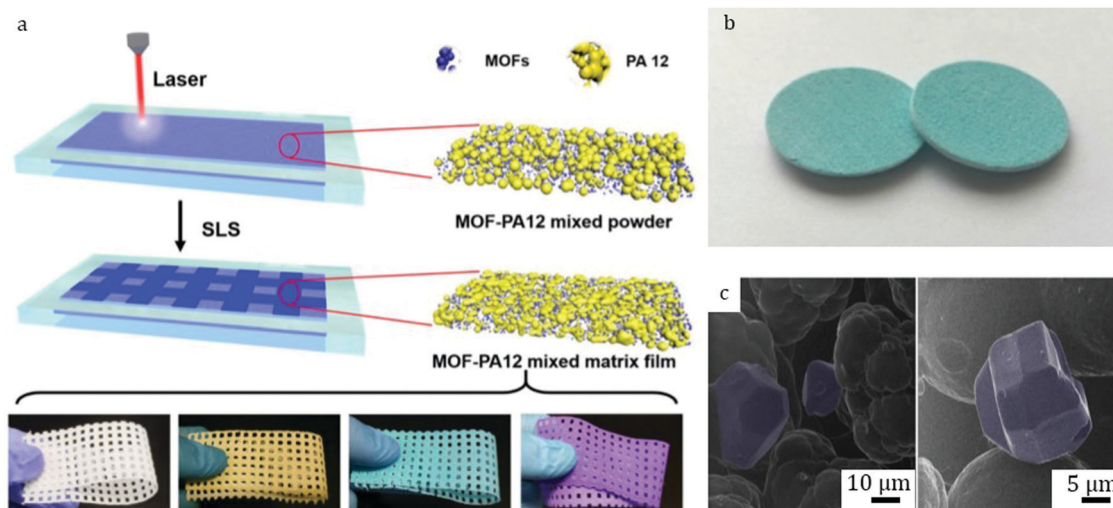 a
Laser
MOFs
PA 12
MOF-PA12 mixed powder
SLS
MOF-PA12 mixed matrix film
b
c
10 μm
5 μm